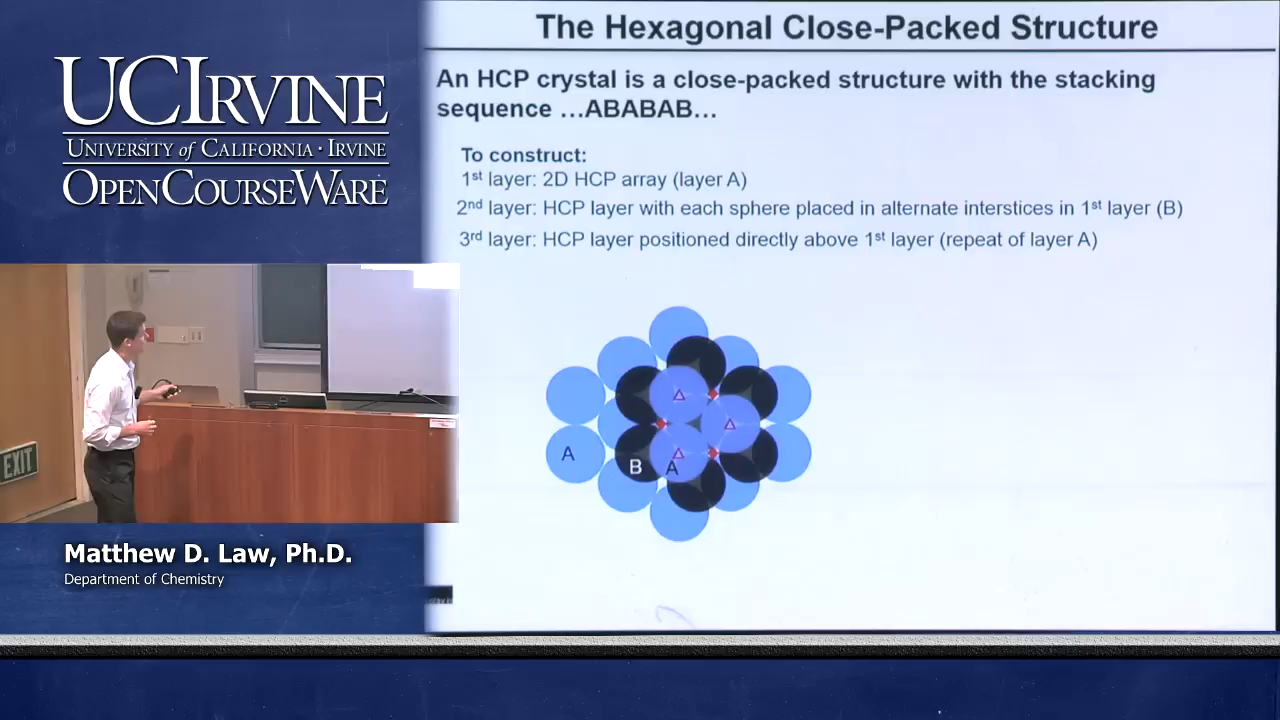 UCIRVINE
UNIVERSITY of CALIFORNIA · IRVINE
OPENCOURSEWARE
The Hexagonal Close-Packed Structure
An HCP crystal is a close-packed structure with the stacking
sequence …ABABAB…
To construct:
1st layer: 2D HCP array (layer A)
2nd layer: HCP layer with each sphere placed in alternate interstices in 1st layer (B)
3rd layer: HCP layer positioned directly above 1st layer (repeat of layer A)
A
B
A
EXIT
Matthew D. Law, Ph.D.
Department of Chemistry